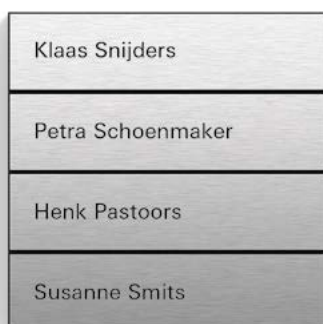 Klaas Snijders
Petra Schoenmaker
Henk Pastoors
Susanne Smits